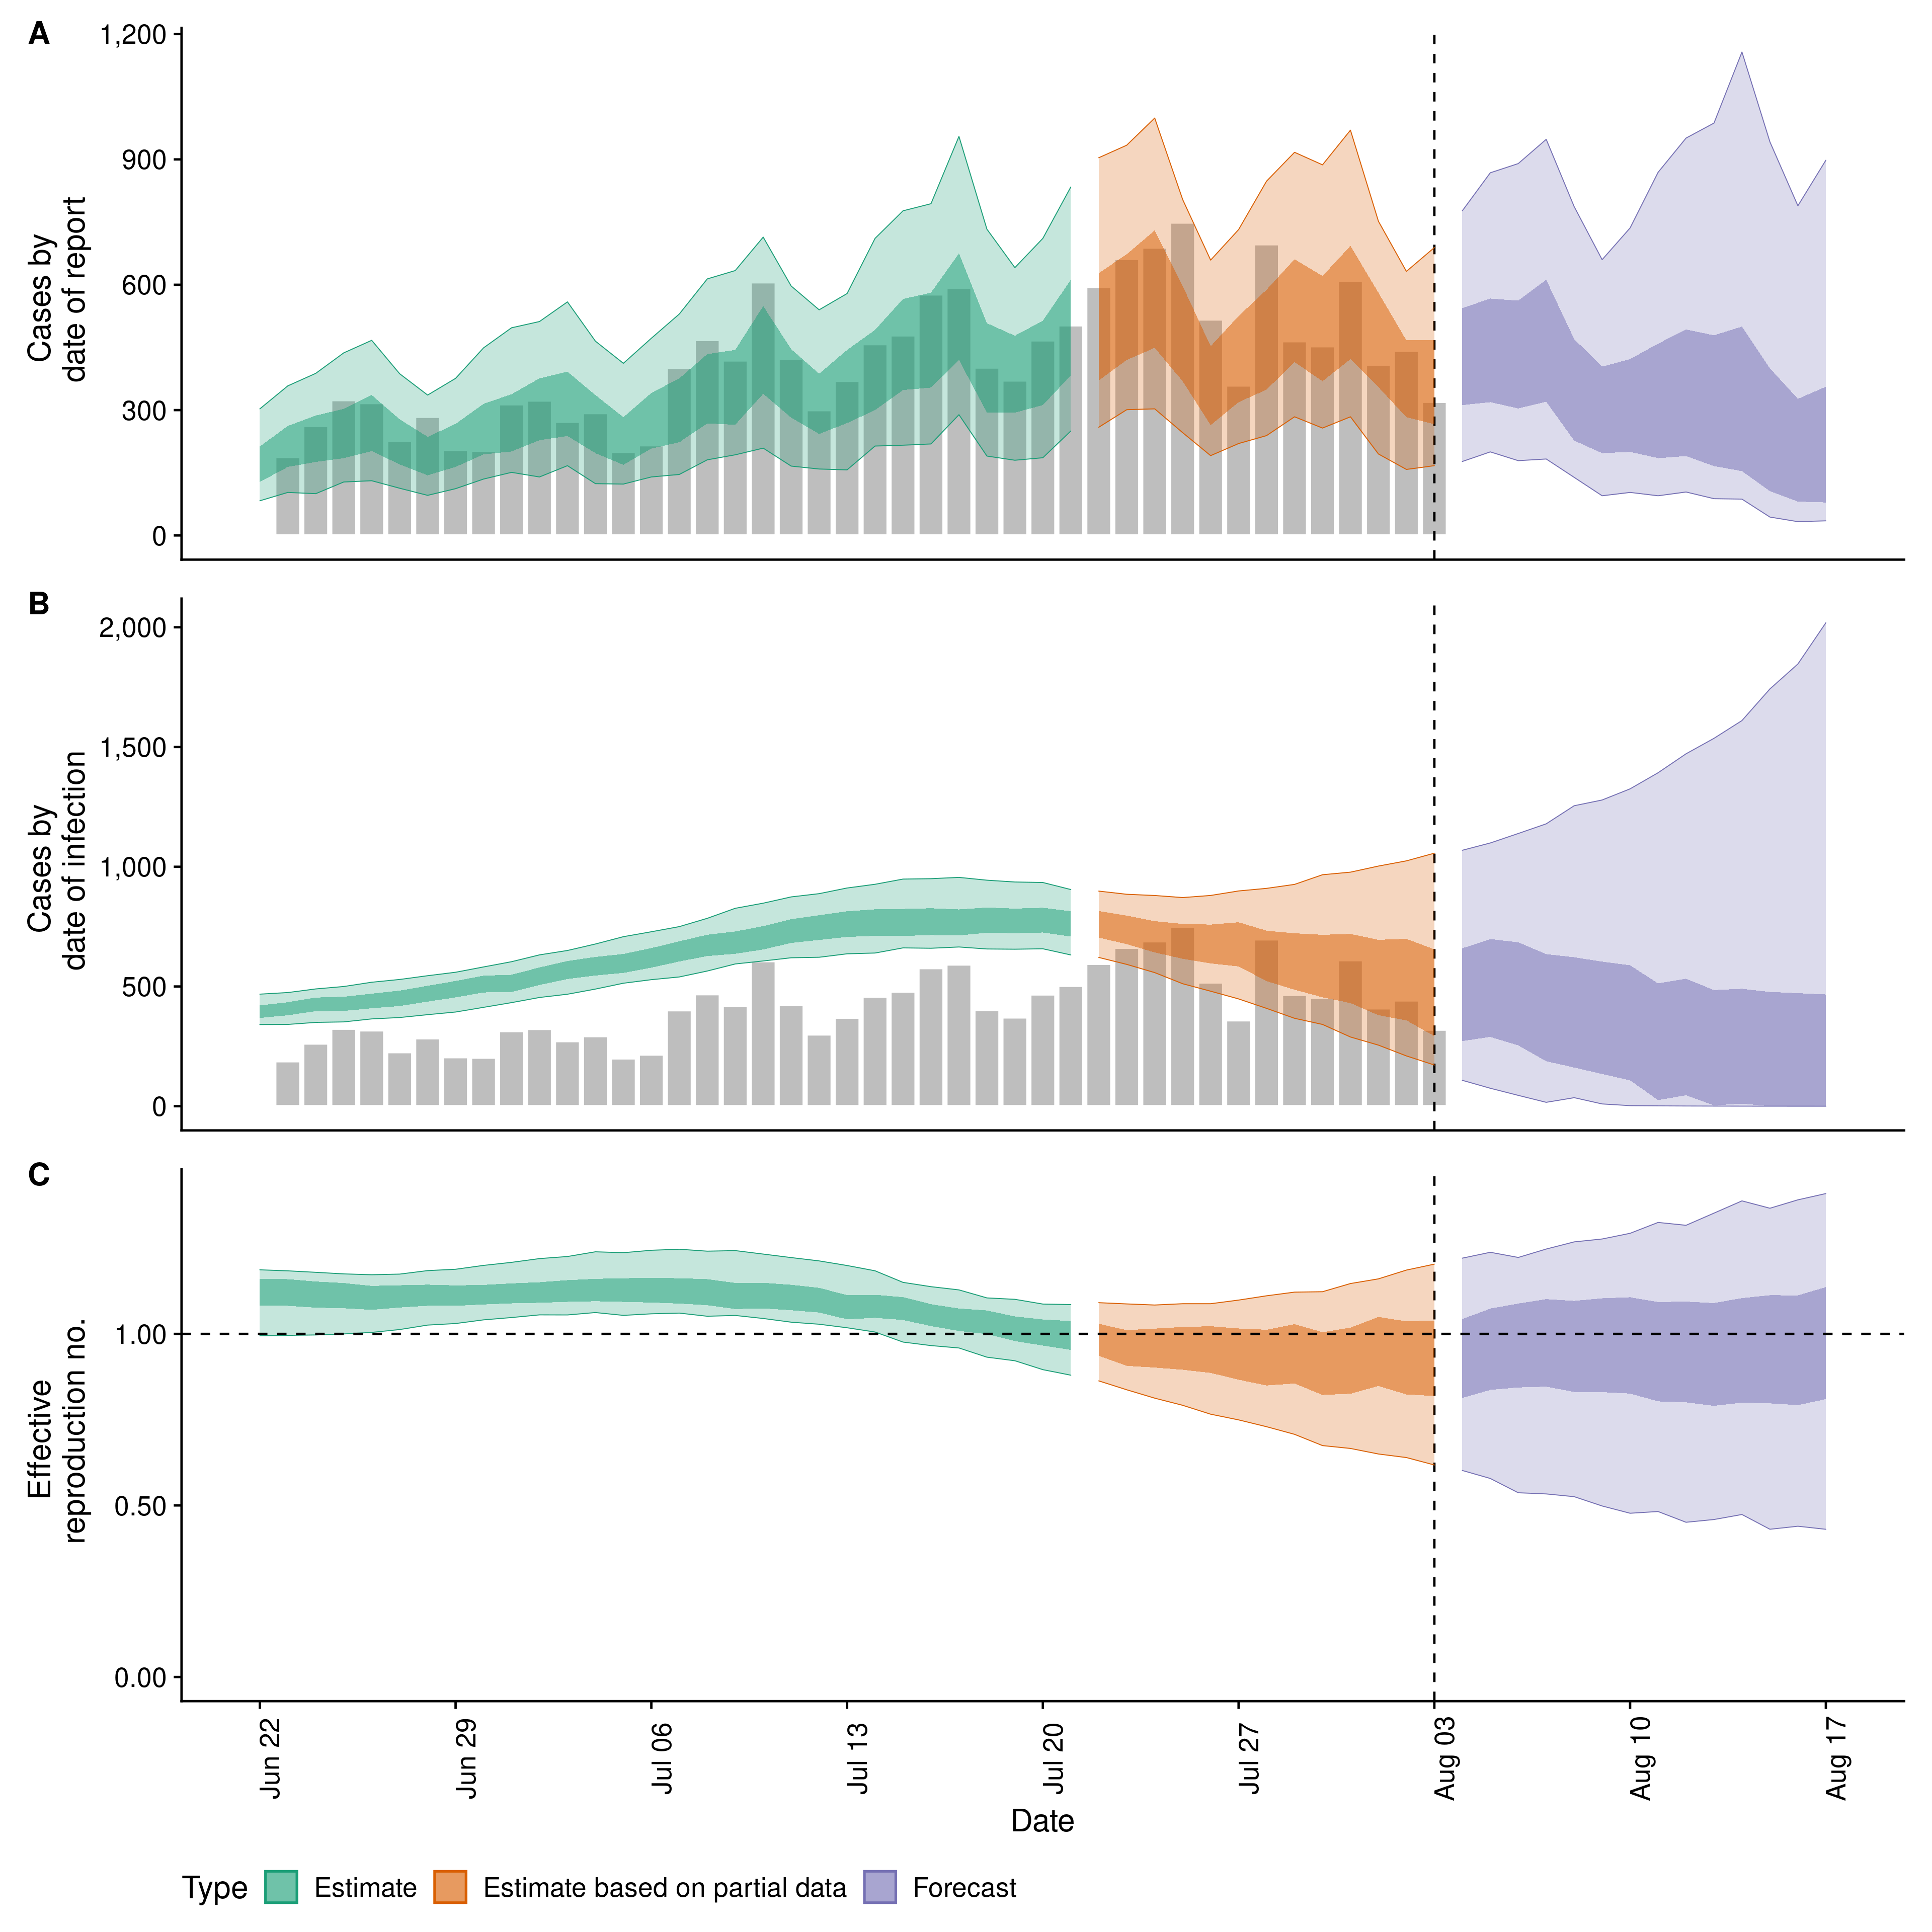 A
Cases by
date of report
1,200
900
600
300
0
B
Cases by
date of infection
2,000
1,500
1,000
500
0
C
Effective
reproduction no.
1.00
0.50
0.00
Jun 22
Jun 29
Jul 06
Jul 13
Jul 20
Jul 27
Aug 03
Aug 10
Aug 17
Date
Type Estimate Estimate based on partial data Forecast